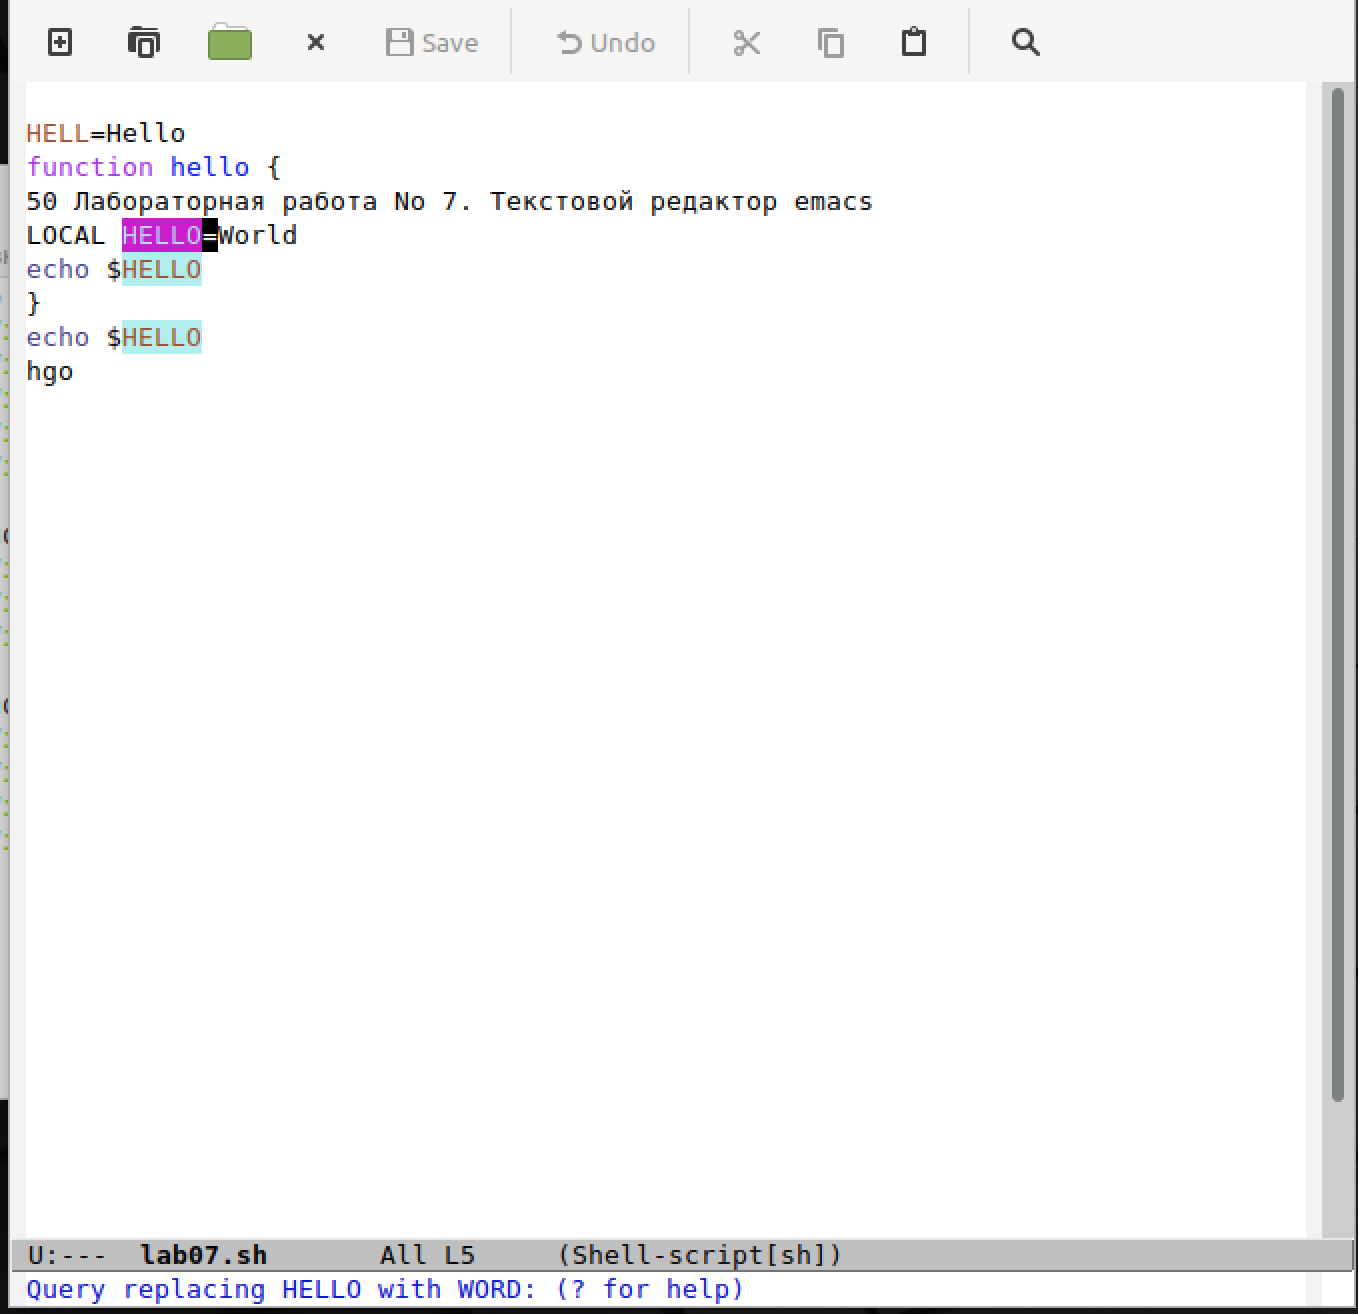 Save Undo
HELL=Hello
function hello {
50 Лабораторная работа No 7. Текстовой редактор emacs
LOCAL HELLO=World
echo $HELLO
}
echo $HELLO
hgo
U:--- lab07.sh All L5 (Shell-script[sh])
Query replacing HELLO with WORD: (? for help)